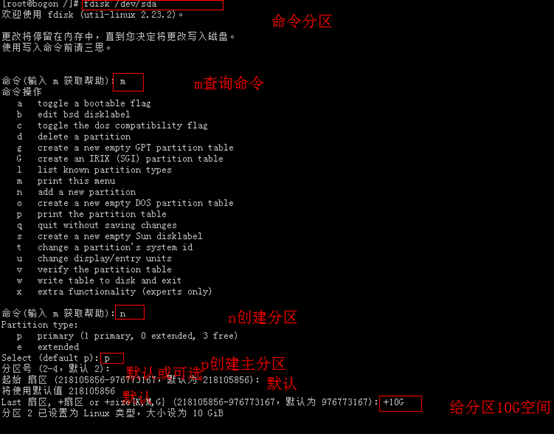 [root@bogon /]# fdisk /dev/sda
命令分区
欢迎使用 fdisk (util-linux 2.23.2)。
更改将停留在内存中，直到您决定将更改写入磁盘。
使用写入命令前请三思。
命令(输入 m 获取帮助)：m
m查询命令
命令操作
a   toggle a bootable flag
b   edit bsd disklabel
c   toggle the dos compatibility flag
d   delete a partition
g   create a new empty GPT partition table
G   create an IRIX (SGI) partition table
l   list known partition types
m   print this menu
n   add a new partition
o   create a new empty DOS partition table
p   print the partition table
q   quit without saving changes
s   create a new empty Sun disklabel
t   change a partition's system id
u   change display/entry units
v   verify the partition table
w   write table to disk and exit
x   extra functionality (experts only)
命令(输入 m 获取帮助)：n
n创建分区
Partition type:
p   primary (1 primary, 0 extended, 3 free)
e   extended
Select (default p): p
p创建主分区
分区号 (2-4，默认 2)：
默认或可选
起始 扇区 (218105856-976773167，默认为 218105856)：
默认
将使用默认值 218105856
默认
Last 扇区, +扇区 or +size{K,M,G} (218105856-976773167，默认为 976773167)：+10G
给分区10G空间
分区 2 已设置为 Linux 类型，大小设为 10 GiB